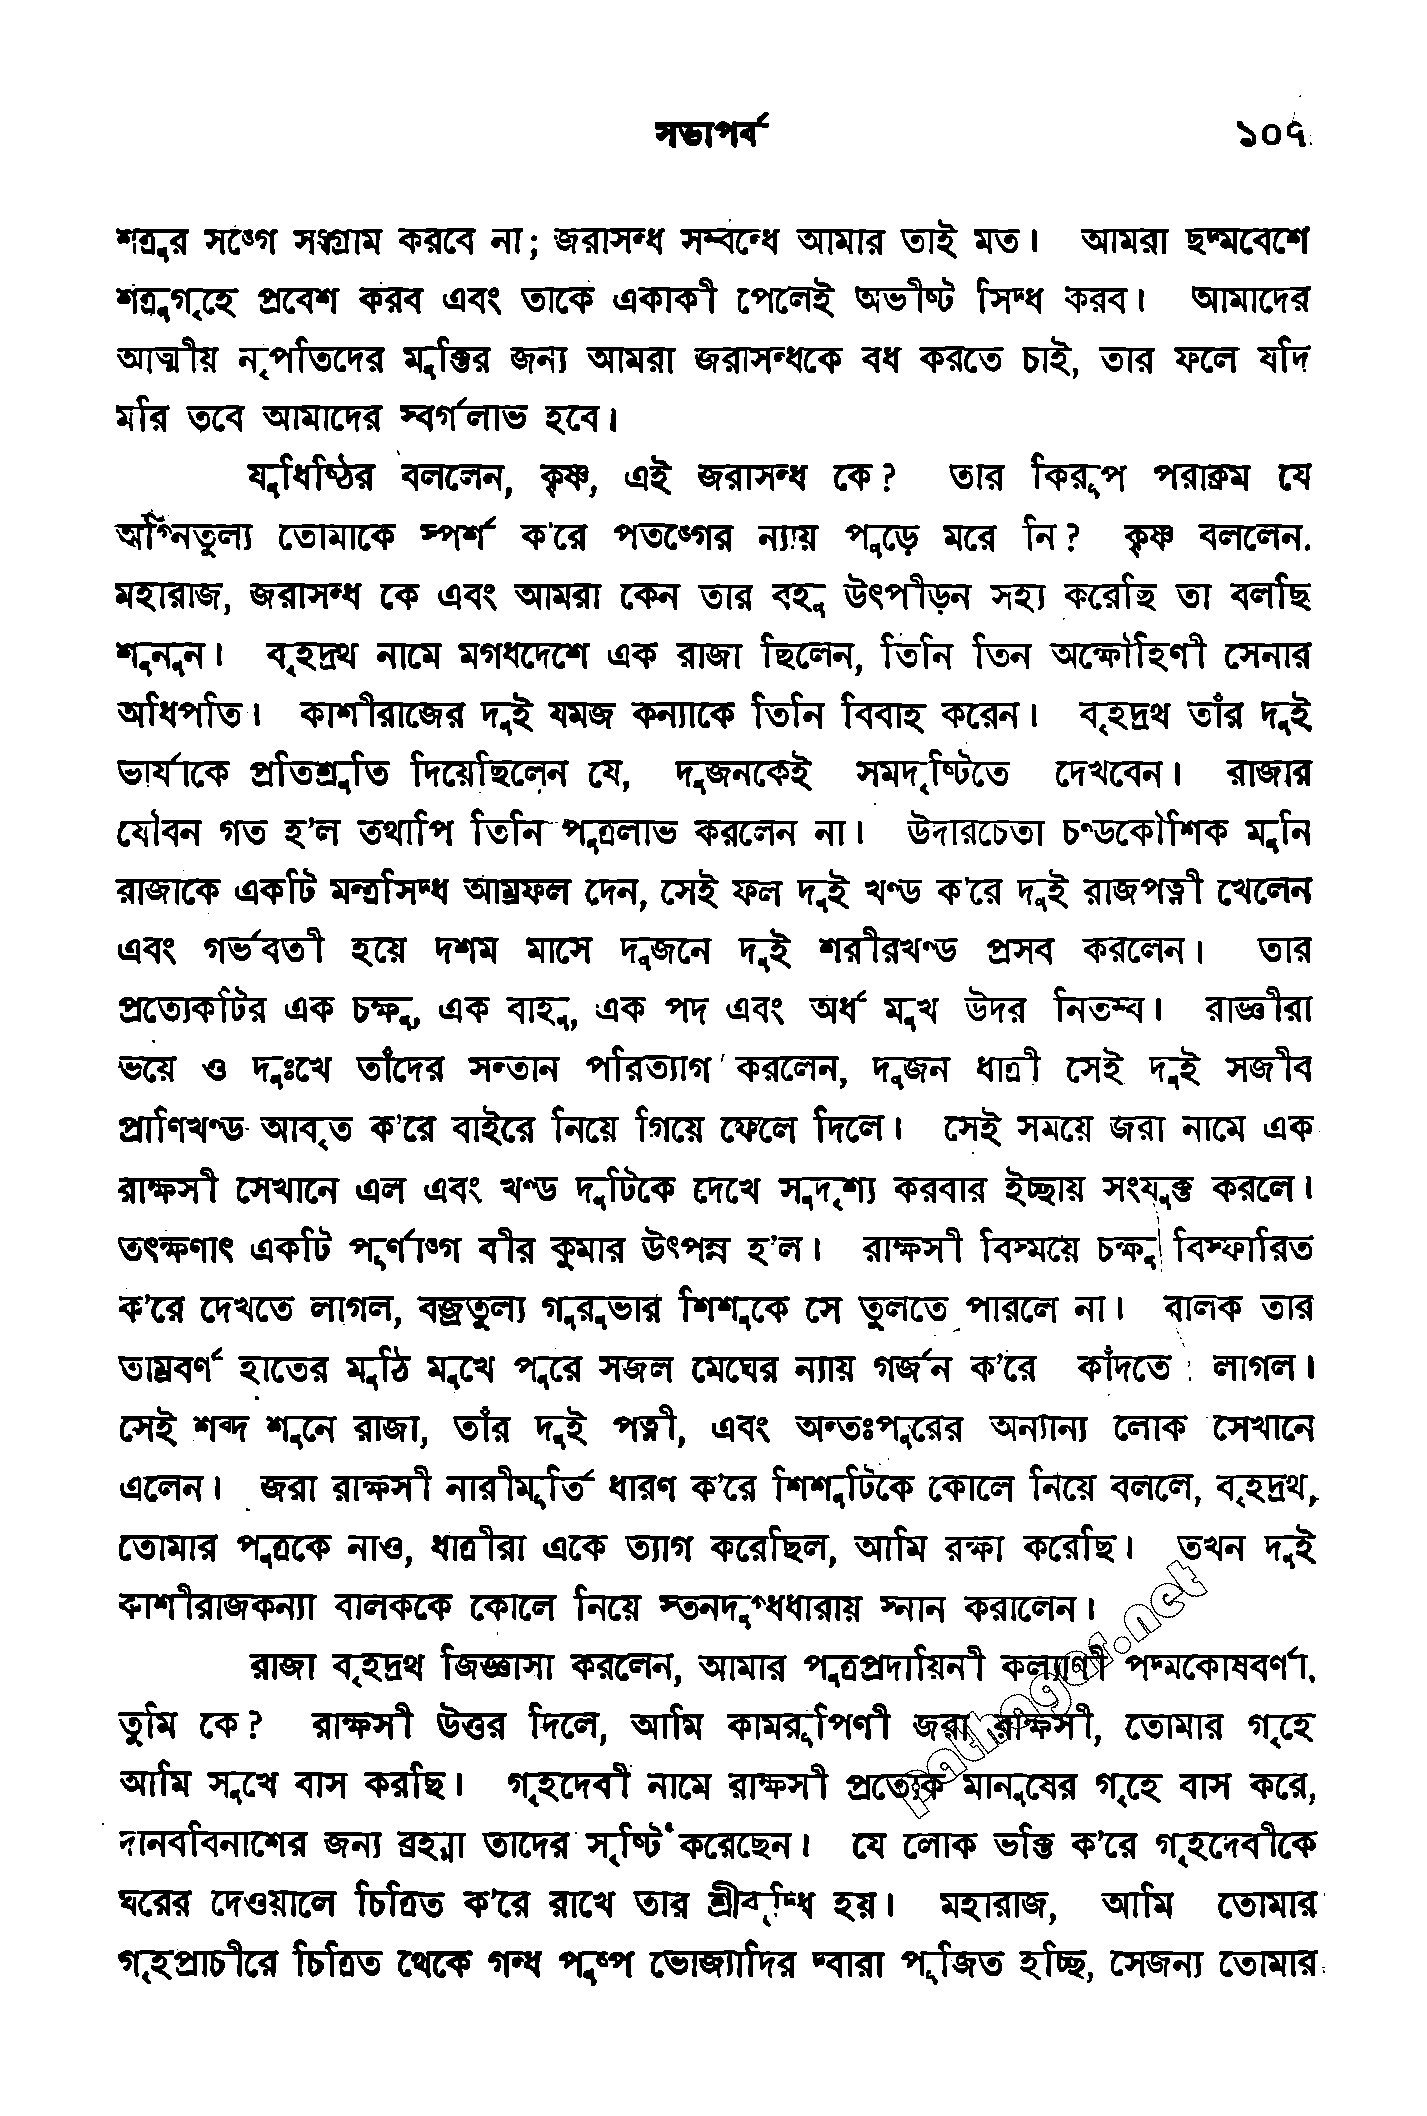 সভাপর্ব ১০৭
শত্রুর সঙ্গে সংগ্রাম করবে না; জরাসন্ধ সম্বন্ধে আমার তাই মত। আমরা ছদ্মবেশে
শত্রুগৃহে প্রবেশ করব এবং তাকে একাকী পেলেই অভীষ্ট সিদ্ধ করব। আমাদের
আত্মীয় নৃপতিদের মুক্তির জন্য আমরা জরাসন্ধকে বধ করতে চাই, তার ফলে যদি
মরি তবে আমাদের স্বর্গলাভ হবে।
যুধিষ্ঠির বললেন, কৃষ্ণ, এই জরাসন্ধ কে? তার কিরূপ পরাক্রম যে
অগ্নিতুল্য তোমাকে স্পর্শ ক'রে পতঙ্গের ন্যায় পুড়ে মরে নি? কৃষ্ণ বললেন.
মহারাজ, জরাসন্ধ কে এবং আমরা কেন তার বহু উৎপীড়ন সহ্য করেছি তা বলছি
শুনুন। বৃহদ্রথ নামে মগধদেশে এক রাজা ছিলেন, তিনি তিন অক্ষৌহিণী সেনার
অধিপতি। কাশীরাজের দুই যমজ কন্যাকে তিনি বিবাহ করেন। বৃহদ্রথ তাঁর দুই
ভার্যাকে প্রতিশ্রুতি দিয়েছিলেন যে, দুজনকেই সমদৃষ্টিতে দেখবেন। রাজার
যৌবন গত হ'ল তথাপি তিনি পুত্রলাভ করলেন না। উদারচেতা চণ্ডকৌশিক মুনি
রাজাকে একটি মন্ত্রসিদ্ধ আম্রফল দেন, সেই ফল দুই খণ্ড ক'রে দুই রাজপত্নী খেলেন
এবং গর্ভবতী হয়ে দশম মাসে দুজনে দুই শরীরখণ্ড প্রসব করলেন। তার
প্রত্যেকটির এক চক্ষু, এক বাহু, এক পদ এবং অর্ধ মুখ উদর নিতম্ব। রাজ্ঞীরা
ভয়ে ও দুঃখে তাঁদের সন্তান পরিত্যাগ করলেন, দুজন ধাত্রী সেই দুই সজীব
প্রাণিখণ্ড আবৃত ক'রে বাইরে নিয়ে গিয়ে ফেলে দিলে। সেই সময়ে জরা নামে এক
রাক্ষসী সেখানে এল এবং খণ্ড দুটিকে দেখে সুদৃশ্য করবার ইচ্ছায় সংযুক্ত করলে।
তৎক্ষণাৎ একটি পূর্ণাঙ্গ বীর কুমার উৎপন্ন হ'ল। রাক্ষসী বিস্ময়ে চক্ষু বিস্ফারিত
ক'রে দেখতে লাগল, বজ্রতুল্য গুরুভার শিশুকে সে তুলতে পারলে না। বালক তার
তাম্রবর্ণ হাতের মুঠি মুখে পুরে সজল মেঘের ন্যায় গর্জন ক'রে কাঁদতে লাগল।
সেই শব্দ শুনে রাজা, তাঁর দুই পত্নী, এবং অন্তঃপুরের অন্যান্য লোক সেখানে
এলেন। জরা রাক্ষসী নারীমূর্তি ধারণ ক'রে শিশুটিকে কোলে নিয়ে বললে, বৃহদ্রথ,
তোমার পুত্রকে নাও, ধাত্রীরা একে ত্যাগ করেছিল, আমি রক্ষা করেছি। তখন দুই
কাশীরাজকন্যা বালককে কোলে নিয়ে স্তনদুগ্ধধারায় স্নান করালেন।
রাজা বৃহদ্রথ জিজ্ঞাসা করলেন, আমার পুত্রপ্রদায়িনী কল্যাণী পদ্মকোষবর্ণা,
তুমি কে? রাক্ষসী উত্তর দিলে, আমি কামরূপিণী জরা রাক্ষসী, তোমার গৃহে
আমি সুখে বাস করছি। গৃহদেবী নামে রাক্ষসী প্রত্যেক মানুষের গৃহে বাস করে,
দানববিনাশের জন্য ব্রহ্মা তাদের সৃষ্টি করেছেন। যে লোক ভক্তি ক'রে গৃহদেবীকে
ঘরের দেওয়ালে চিত্রিত ক'রে রাখে তার শ্রীবৃদ্ধি হয়। মহারাজ, আমি তোমার
গৃহপ্রাচীরে চিত্রিত থেকে গন্ধ পুষ্প ভোজ্যাদির দ্বারা পূজিত হচ্ছি, সেজন্য তোমার
pathagar.net